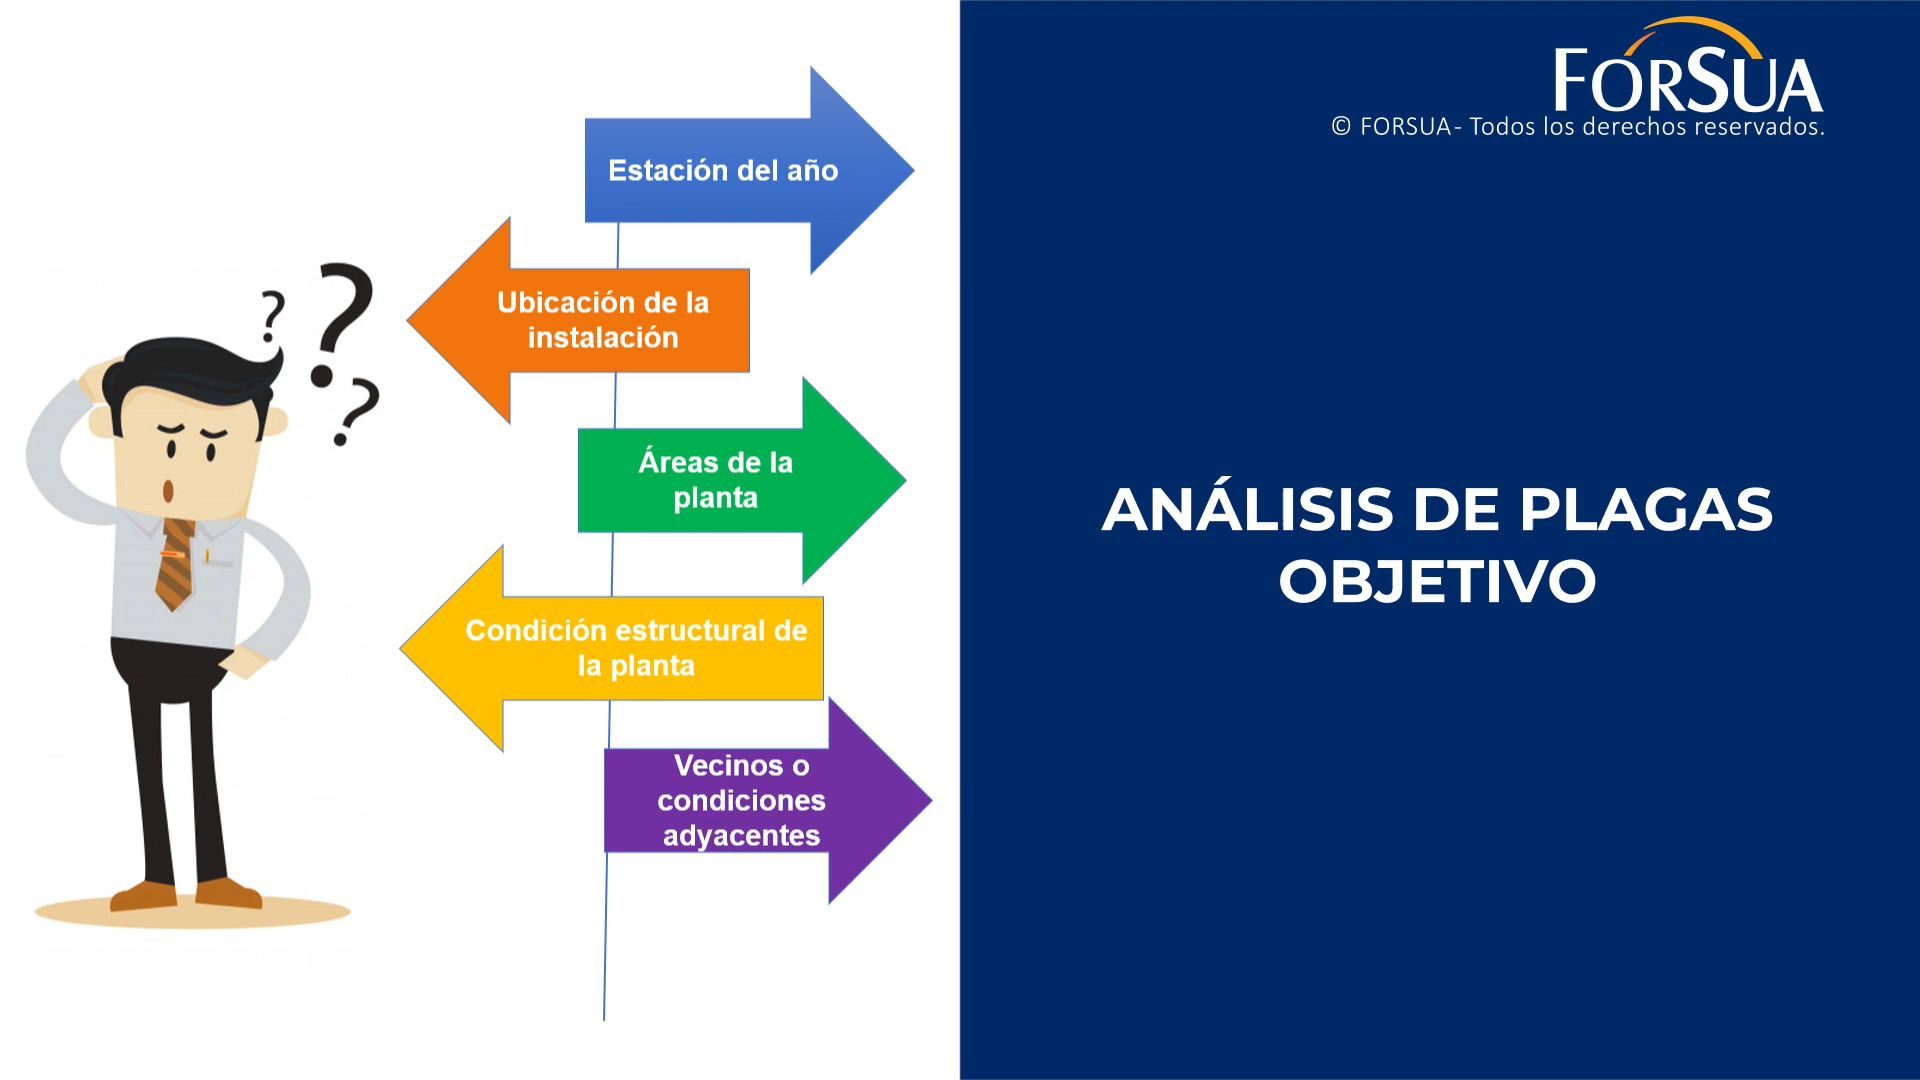 FORSUA
© FORSUA- Todos los derechos reservados.
Estación del año
Ubicación de la
instalación
Áreas de la
planta
Condición estructural de
la planta
Vecinos o
condiciones
adyacentes
ANÁLISIS DE PLAGAS
OBJETIVO
? ? ?